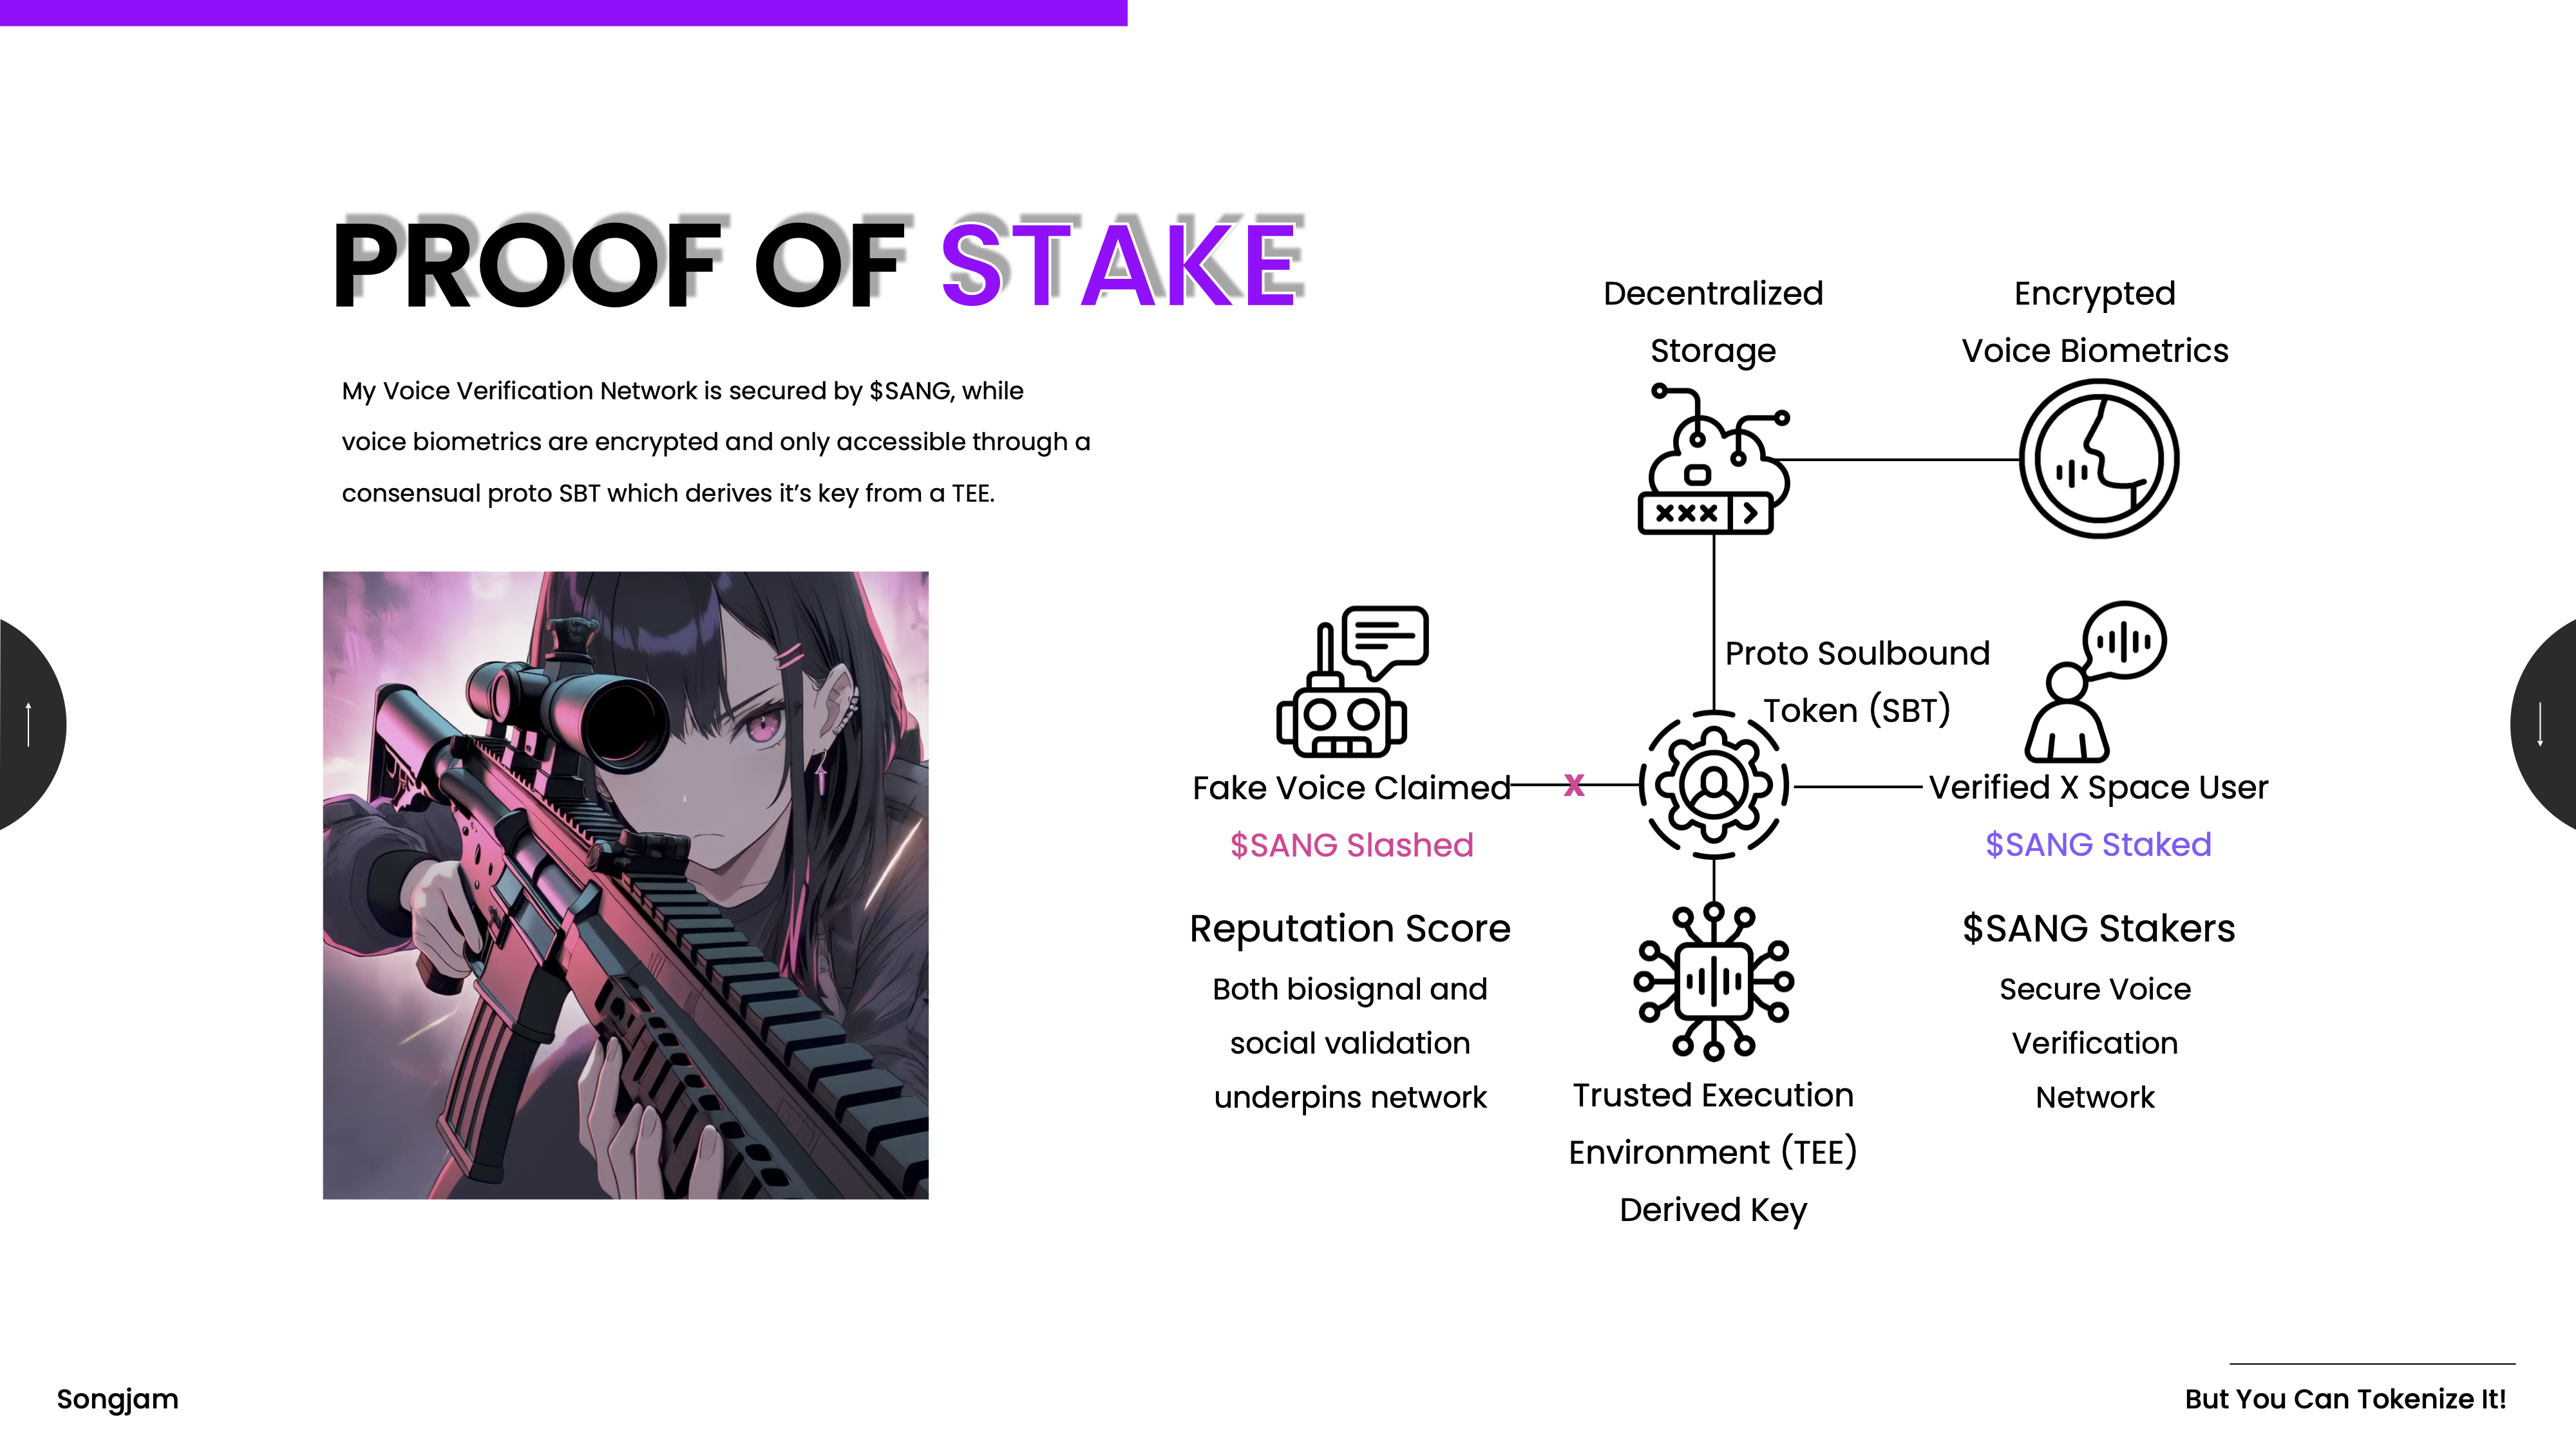 PROOF OF STAKE
My Voice Verification Network is secured by $SANG, while
voice biometrics are encrypted and only accessible through a
consensual proto SBT which derives it’s key from a TEE.
Decentralized
Storage
Encrypted
Voice Biometrics
xxx
Proto Soulbound
Token (SBT)
Fake Voice Claimed
x
$SANG Slashed
Verified X Space User
$SANG Staked
Reputation Score
Both biosignal and
social validation
underpins network
$SANG Stakers
Secure Voice
Verification
Network
Trusted Execution
Environment (TEE)
Derived Key
Songjam
But You Can Tokenize It!